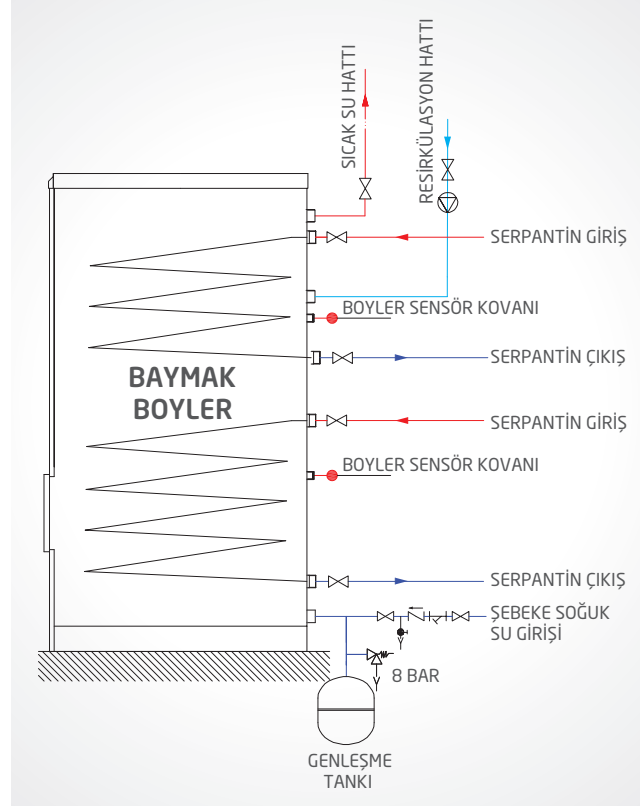 SICAK SU HATTI
RESİRKÜLASYON HATTI
SERPANTİN GİRİŞ
BOYLER SENSÖR KOVANI
SERPANTİN ÇIKIŞ
BAYMAK
BOYLER
SERPANTİN GİRİŞ
BOYLER SENSÖR KOVANI
SERPANTİN ÇIKIŞ
ŞEBEKE SOĞUK
SU GİRİŞİ
8 BAR
GENLEŞME
TANKI